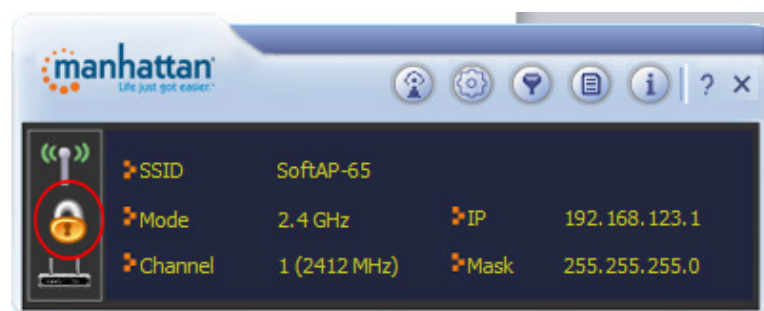 manhattan
Life just got easier.™
? ×
SSID SoftAP-65
Mode 2.4 GHz IP 192.168.123.1
Channel 1 (2412 MHz) Mask 255.255.255.0